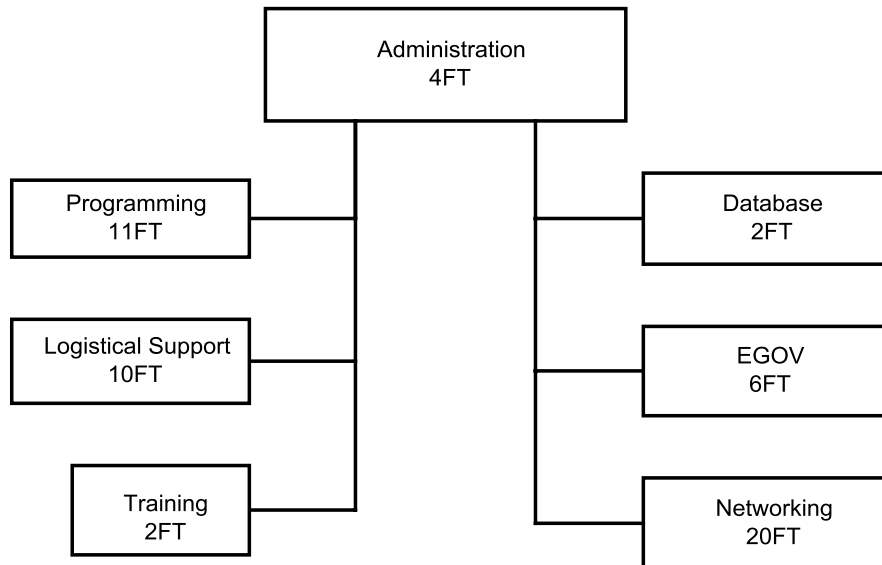 Administration
4FT
Programming
11FT
Database
2FT
Logistical Support
10FT
EGOV
6FT
Training
2FT
Networking
20FT